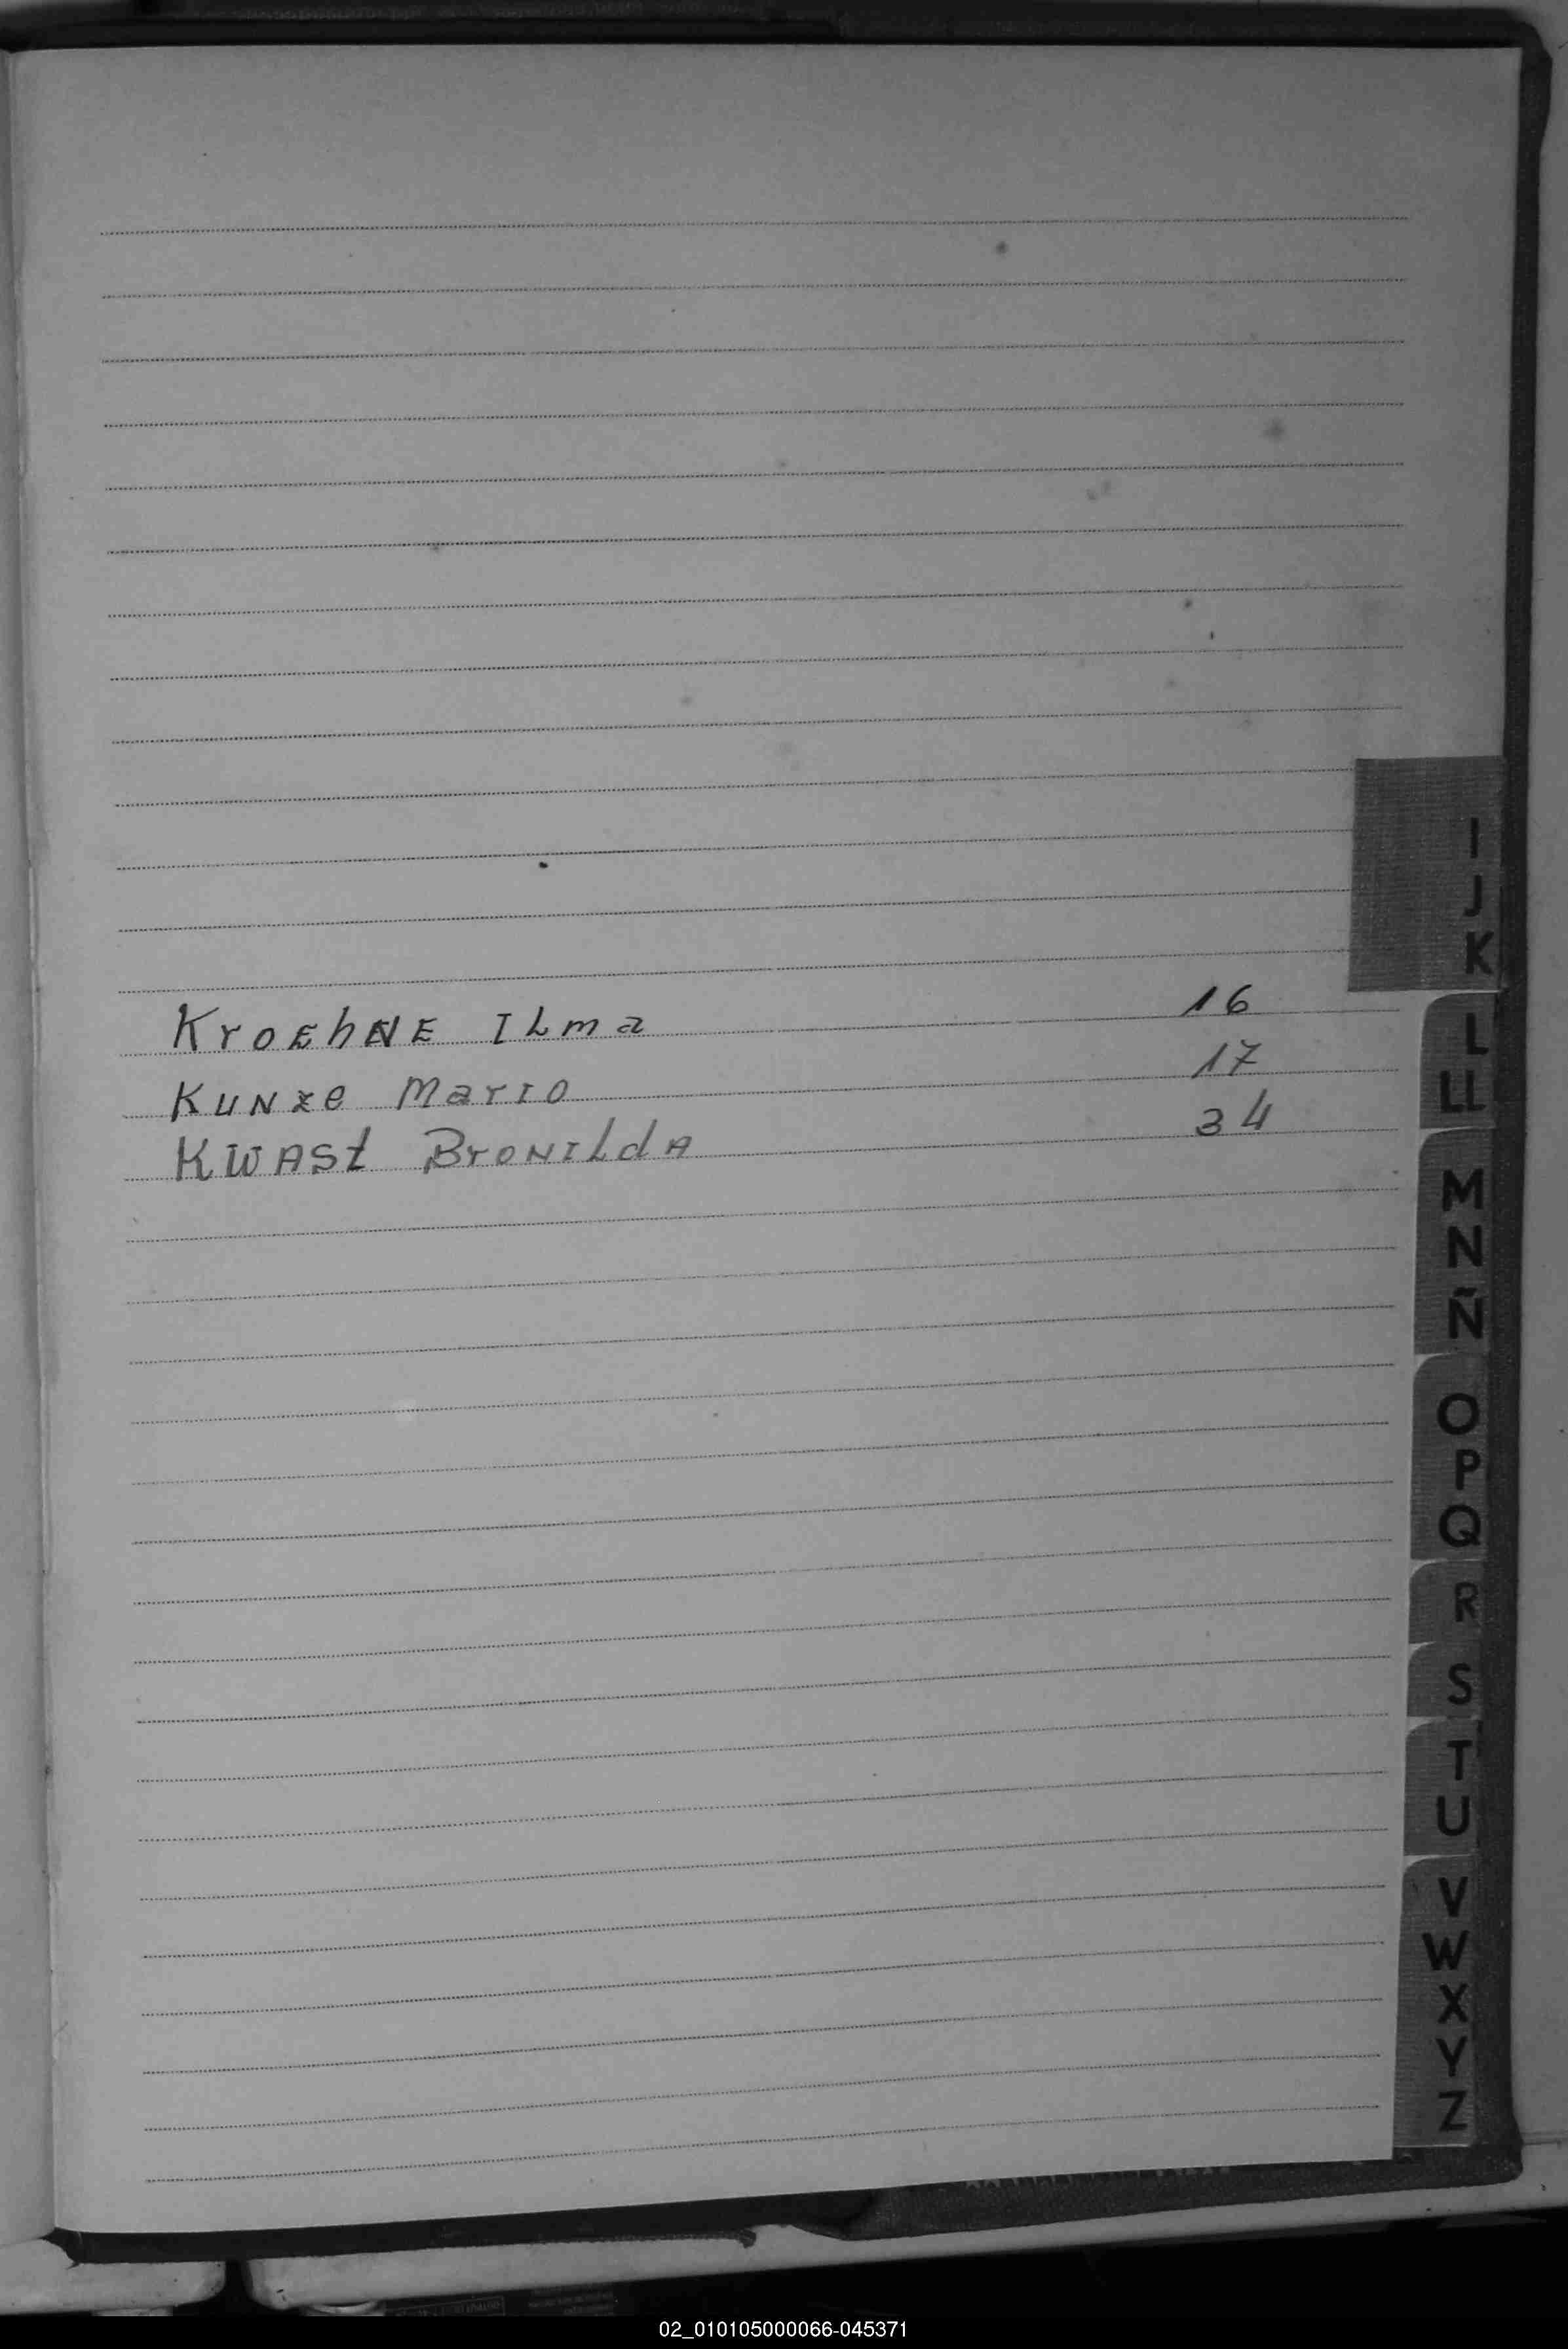 KroEhNE ILma 16
KUNze Mario 17
KWASt BroNILdA 34
I
J
K
L
LL
M
N
Ñ
O
P
Q
R
S
T
U
V
W
X
Y
Z
02_010105000066-045371